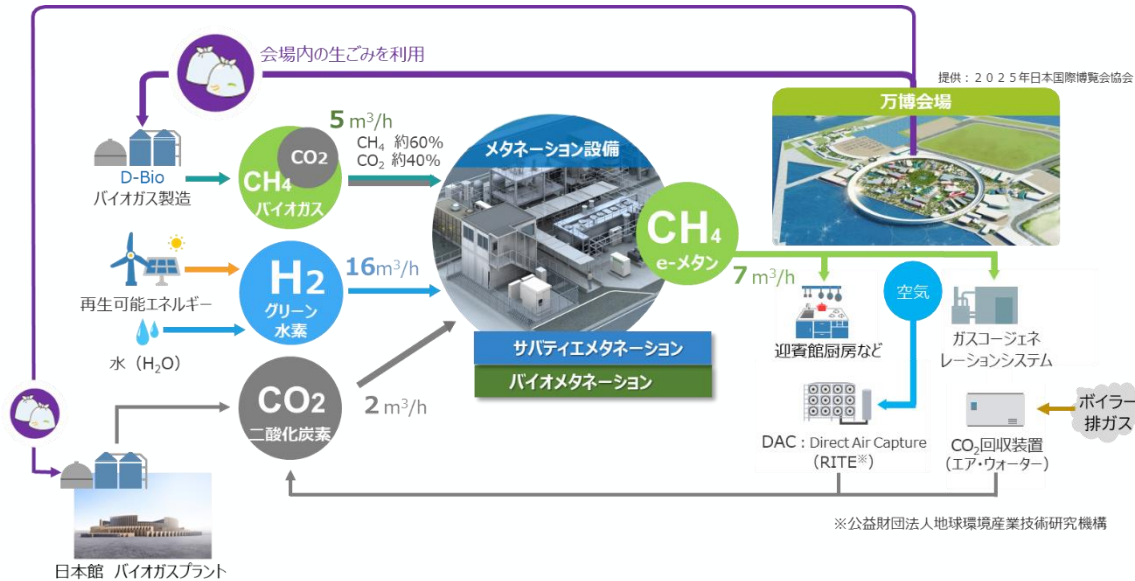 会場内の生ごみを利用
提供：２０２５年日本国際博覧会協会
万博会場
5 m³/h
CH₄ 約60%
CO₂ 約40%
メタネーション設備
D-Bio
バイオガス製造
CO2
CH4
バイオガス
CH4
e-メタン
7 m³/h
再生可能エネルギー
H2
グリーン
水素
16m³/h
空気
水（H₂O）
サバティエメタネーション
バイオメタネーション
迎賓館厨房など
ガスコージェネ
レーションシステム
CO2
二酸化炭素
2 m³/h
DAC：Direct Air Capture
（RITE※）
CO₂回収装置
（エア・ウォーター）
ボイラー
排ガス
※公益財団法人地球環境産業技術研究機構
日本館 バイオガスプラント